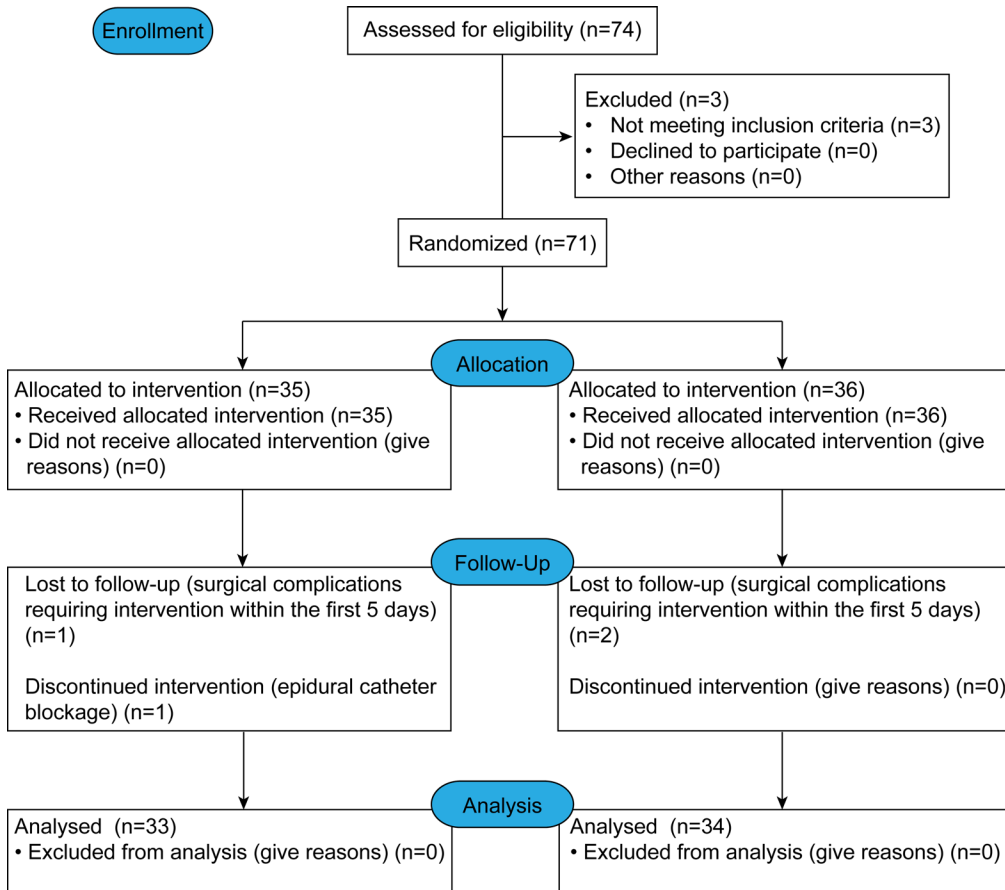 Enrollment
Assessed for eligibility (n=74)
Excluded (n=3)
• Not meeting inclusion criteria (n=3)
• Declined to participate (n=0)
• Other reasons (n=0)
Randomized (n=71)
Allocation
Allocated to intervention (n=35)
• Received allocated intervention (n=35)
• Did not receive allocated intervention (give
reasons) (n=0)
Allocated to intervention (n=36)
• Received allocated intervention (n=36)
• Did not receive allocated intervention (give
reasons) (n=0)
Follow-Up
Lost to follow-up (surgical complications
requiring intervention within the first 5 days)
(n=1)
Discontinued intervention (epidural catheter
blockage) (n=1)
Lost to follow-up (surgical complications
requiring intervention within the first 5 days)
(n=2)
Discontinued intervention (give reasons) (n=0)
Analysis
Analysed (n=33)
• Excluded from analysis (give reasons) (n=0)
Analysed (n=34)
• Excluded from analysis (give reasons) (n=0)